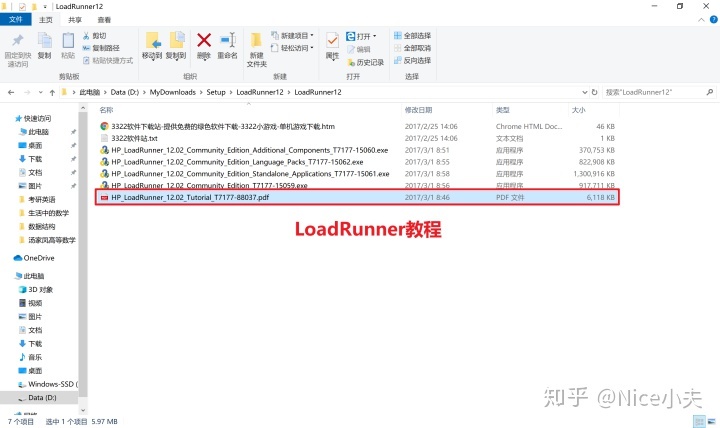 LoadRunner12
文件 主页 共享 查看
固定到快速访问 复制 粘贴 剪切 复制路径 粘贴快捷方式 移动到 复制到 删除 重命名 新建文件夹 新建项目 轻松访问 属性 打开 编辑 历史记录 全部选择 全部取消 反向选择
剪贴板 组织 新建 打开 选择
此电脑 Data (D:) MyDownloads Setup LoadRunner12 LoadRunner12 搜索"LoadRunner12"
名称 修改日期 类型 大小
3322软件下载站-提供免费的绿色软件下载-3322小游戏-单机游戏下载.htm 2017/2/25 14:06 Chrome HTML Doc... 46 KB
3322软件站.txt 2017/2/25 14:06 文本文档 1 KB
HP_LoadRunner_12.02_Community_Edition_Additional_Components_T7177-15060.exe 2017/3/1 8:51 应用程序 370,753 KB
HP_LoadRunner_12.02_Community_Edition_Language_Packs_T7177-15062.exe 2017/3/1 8:55 应用程序 822,908 KB
HP_LoadRunner_12.02_Community_Edition_Standalone_Applications_T7177-15061.exe 2017/3/1 8:58 应用程序 1,300,916 KB
HP_LoadRunner_12.02_Community_Edition_T7177-15059.exe 2017/3/1 8:56 应用程序 917,711 KB
HP_LoadRunner_12.02_Tutorial_T7177-88037.pdf 2017/3/1 8:46 PDF 文件 6,118 KB
LoadRunner教程
快速访问
此电脑
桌面
下载
文档
图片
考研英语
生活中的数学
数据结构
汤家凤高等数学
OneDrive
此电脑
3D 对象
视频
图片
文档
下载
音乐
桌面
Windows-SSD (
Data (D:)
网络
知乎 @Nice小夫
7 个项目 选中 1 个项目 5.97 MB